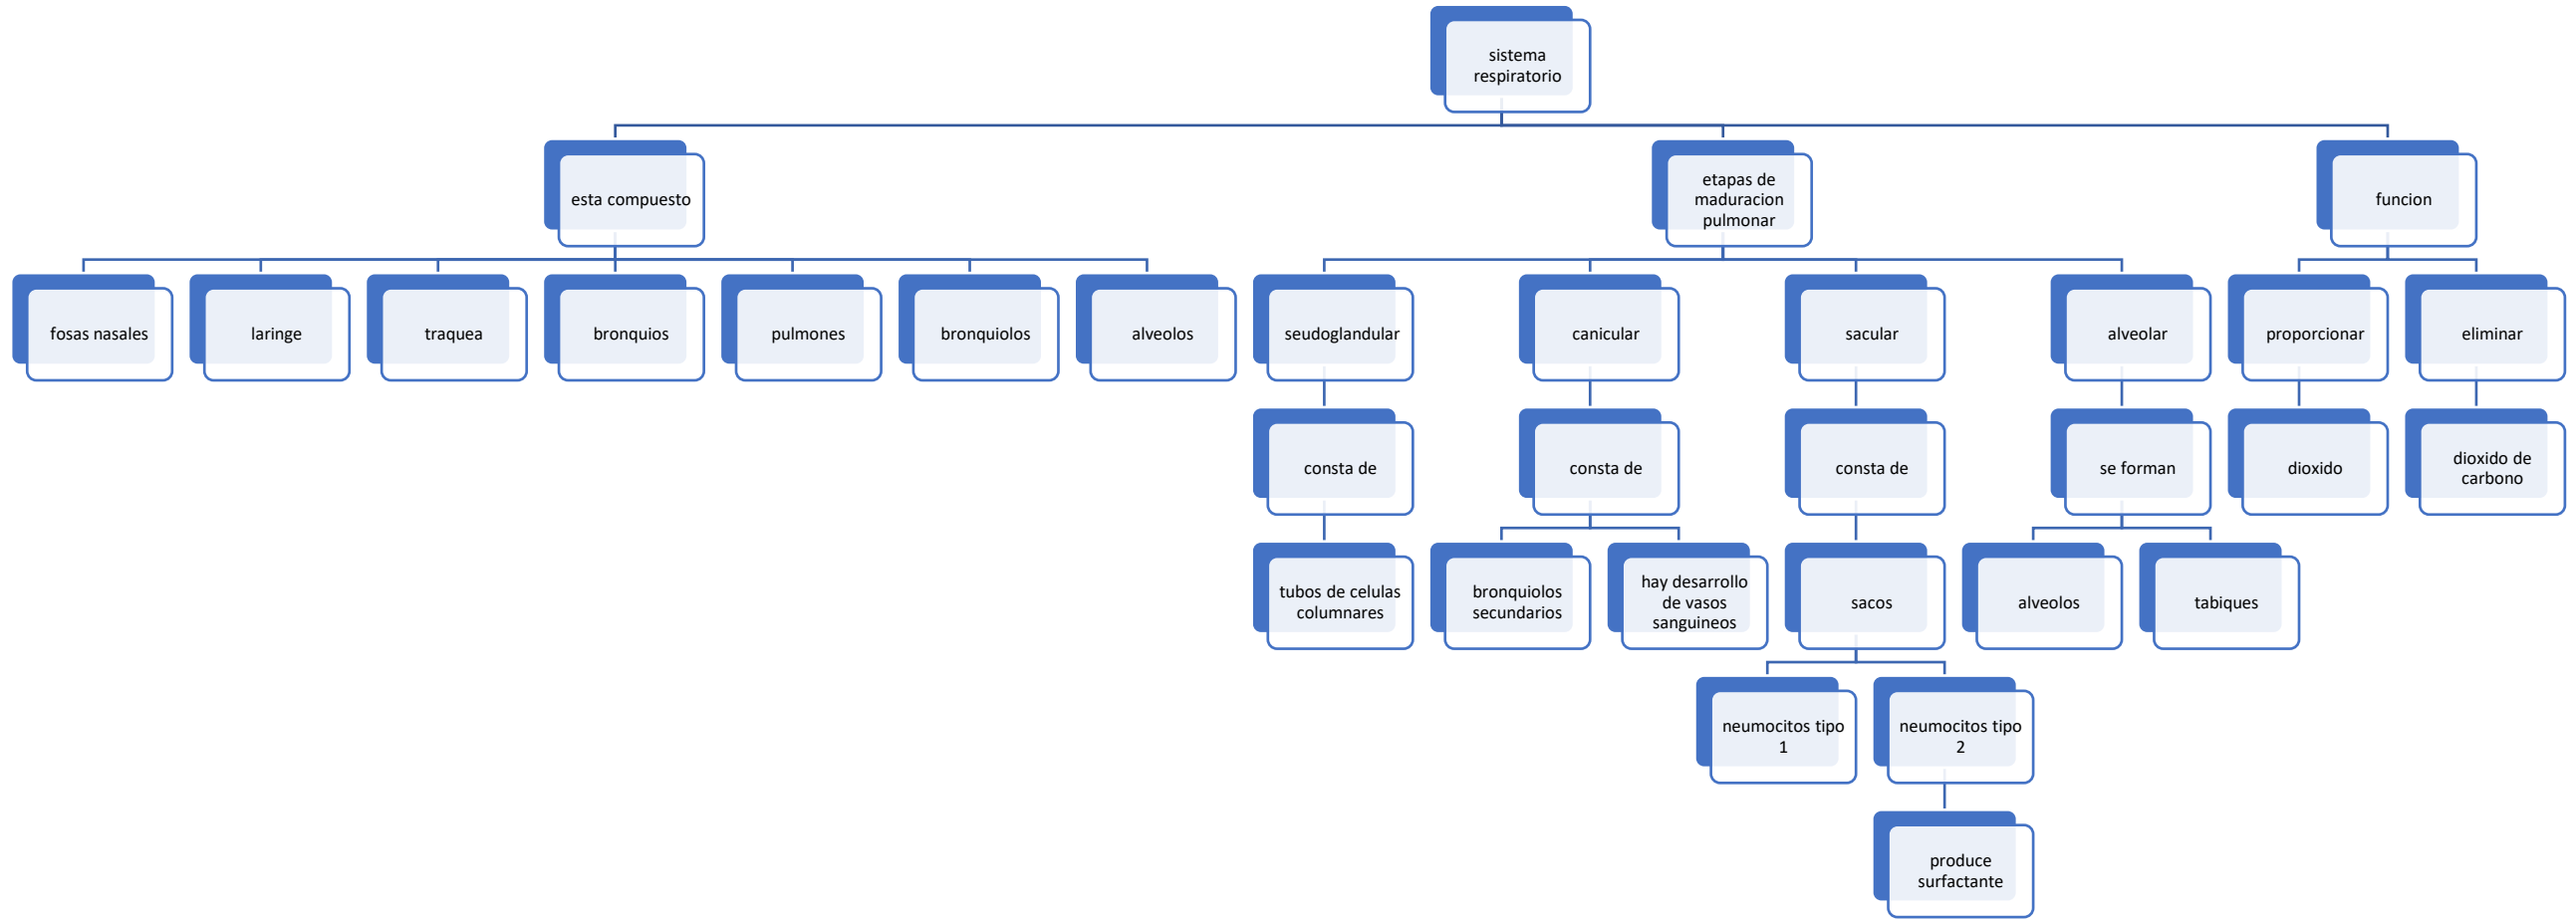 sistema
respiratorio
esta compuesto
etapas de
maduracion
pulmonar
funcion
fosas nasales
laringe
traquea
bronquios
pulmones
bronquiolos
alveolos
seudoglandular
canicular
sacular
alveolar
proporcionar
eliminar
consta de
consta de
consta de
se forman
dioxido
dioxido de
carbono
tubos de celulas
columnares
bronquiolos
secundarios
hay desarrollo
de vasos
sanguineos
sacos
alveolos
tabiques
neumocitos tipo
1
neumocitos tipo
2
produce
surfactante